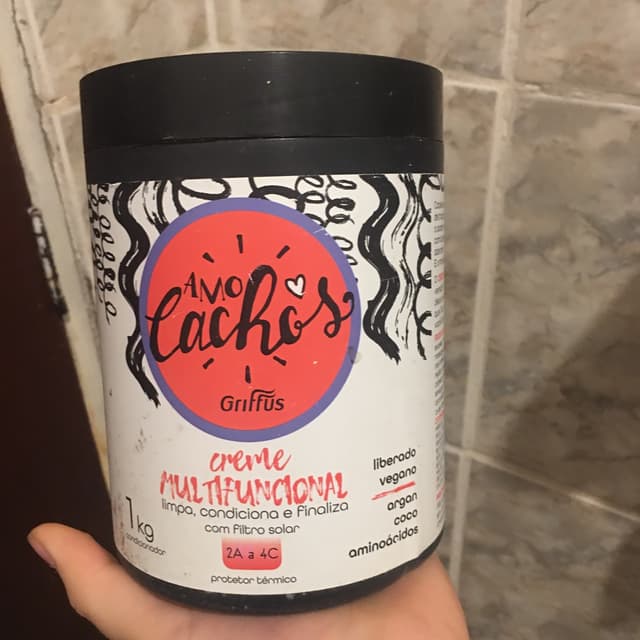 AMO
Cachos
Griffus
creme
MULTIFUNCIONAL
limpa, condiciona e finaliza
com filtro solar
2A a 4C
protetor térmico
1kg
condicionador
liberado
vegano
argan
coco
aminoácidos